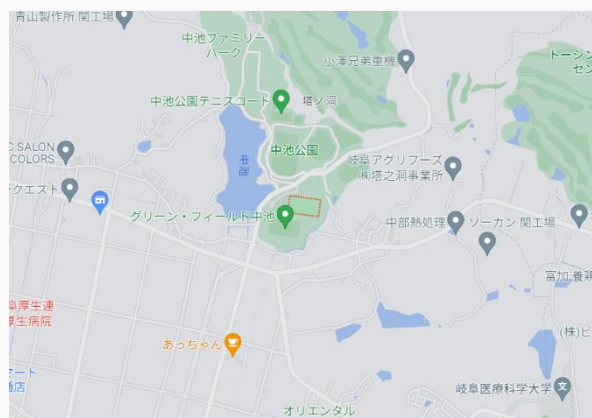 青山製作所 関工場
中池ファミリー
パーク
小澤兄弟重機
トーシン
セン
中池公園テニスコート
塔ノ洞
C SALON
COLORS
中池
中池公園
岐阜アグリフーズ
㈱塔之洞事業所
ンクエスト
グリーン・フィールド中池
中部熱処理
ソーカン 関工場
富加 養鶏
阜厚生連
厚生病院
(株)ビ
あっちゃん
マート
通店
岐阜医療科学大学
オリエンタル